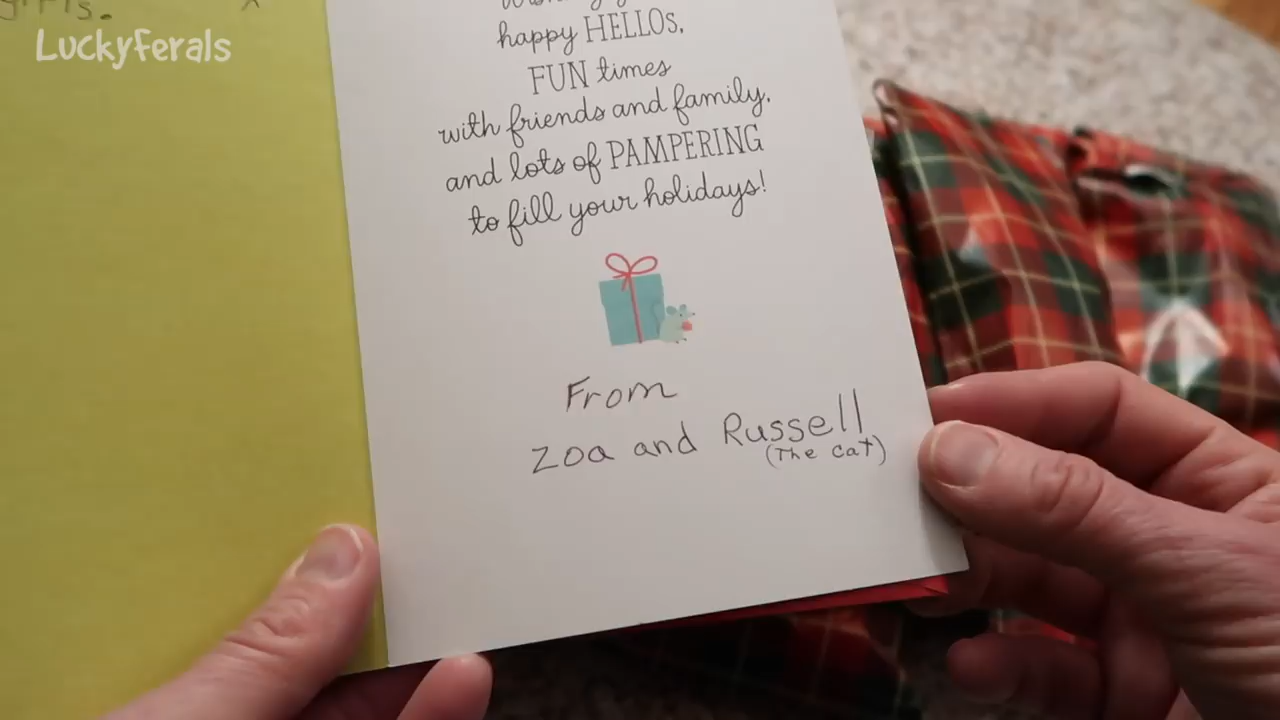 LuckyFerals
happy HELLOs,
FUN times
with friends and family,
and lots of PAMPERING
to fill your holidays!
From
Zoa and Russell
(The cat)